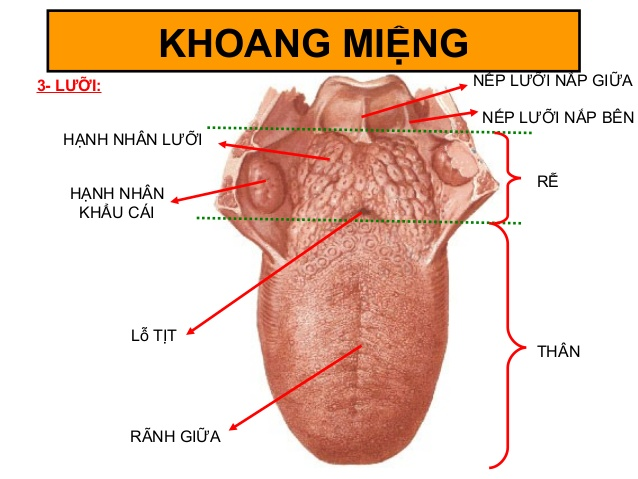 KHOANG MIỆNG
3- LƯỠI:
NẾP LƯỠI NẮP GIỮA
NẾP LƯỠI NẮP BÊN
HẠNH NHÂN LƯỠI
RỄ
HẠNH NHÂN
KHẨU CÁI
Lỗ TỊT
THÂN
RÃNH GIỮA